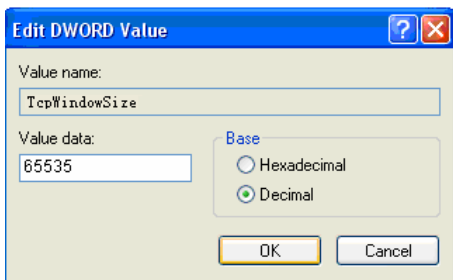 Edit DWORD Value
Value name:
TcpWindowSize
Value data:
65535
Base
Hexadecimal
Decimal
OK
Cancel